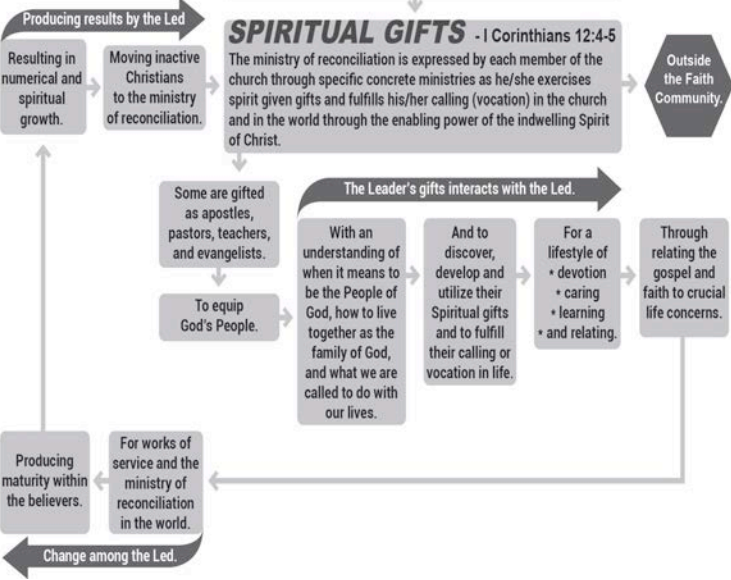 Producing results by the Led
Resulting in
numerical and
spiritual
growth.
Moving inactive
Christians
to the ministry
of reconciliation.
SPIRITUAL GIFTS - I Corinthians 12:4-5
The ministry of reconciliation is expressed by each member of the
church through specific concrete ministries as he/she exercises
spirit given gifts and fulfills his/her calling (vocation) in the church
and in the world through the enabling power of the indwelling Spirit
of Christ.
Outside
the Faith
Community.
Some are gifted
as apostles,
pastors, teachers,
and evangelists.
To equip
God's People.
The Leader's gifts interacts with the Led.
With an
understanding of
when it means to
be the People of
God, how to live
together as the
family of God,
and what we are
called to do with
our lives.
And to
discover,
develop and
utilize their
Spiritual gifts
and to fulfill
their calling or
vocation in life.
For a
lifestyle of
* devotion
* caring
* learning
* and relating.
Through
relating the
gospel and
faith to crucial
life concerns.
For works of
service and the
ministry of
reconciliation
in the world.
Producing
maturity within
the believers.
Change among the Led.